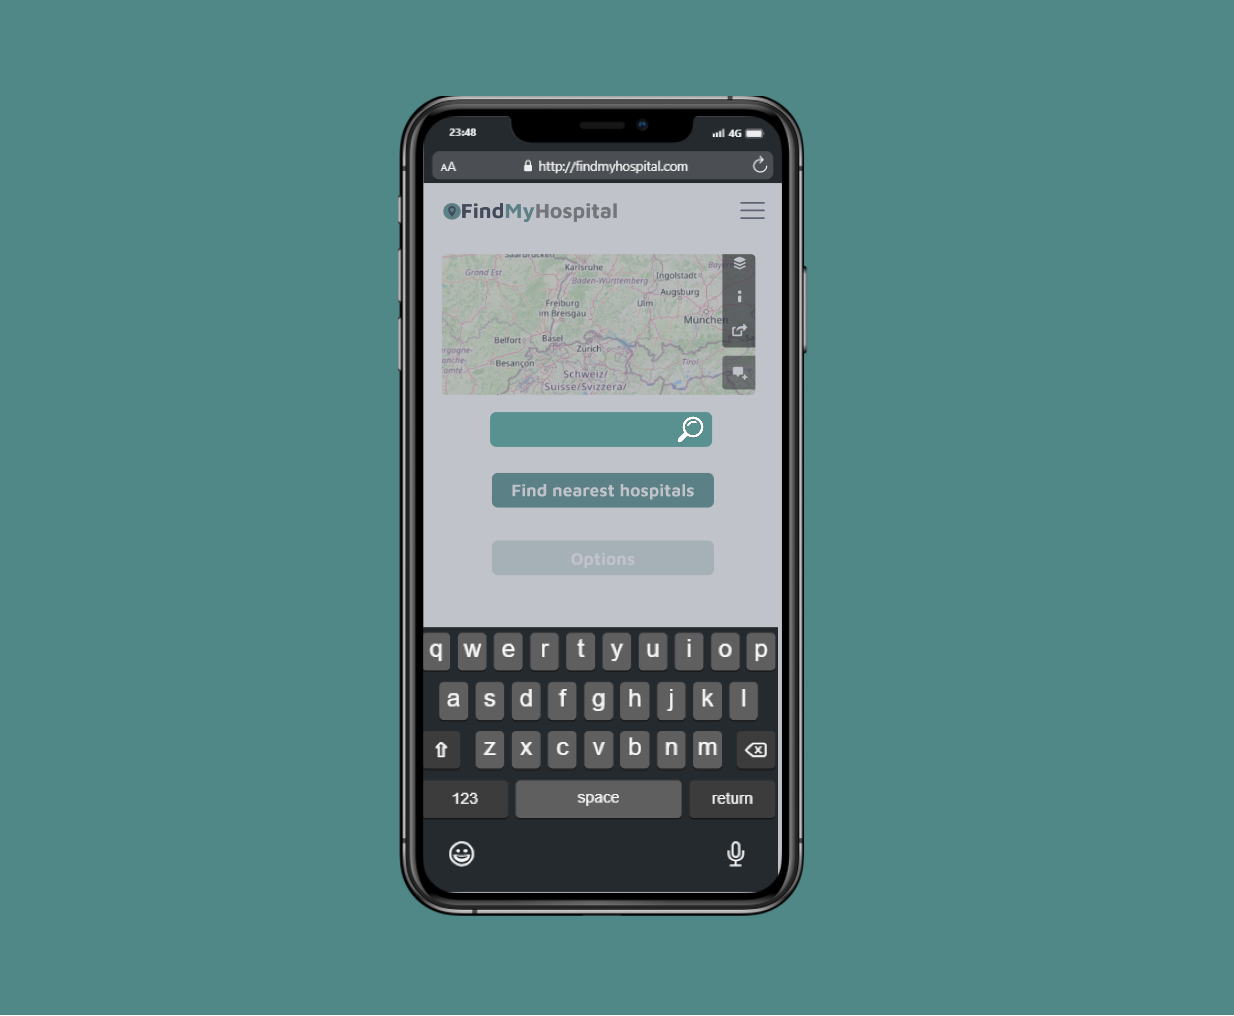 23:48
4G
AA
http://findmyhospital.com
FindMyHospital
Saarbrücken
Grand Est
Karlsruhe
Baden-Württemberg
Ingolstadt
Augsburg
Ulm
Freiburg
im Breisgau
München
Belfort
Basel
Zürich
Besançon
Tirol
Schweiz/
Suisse/Svizzera/
Find nearest hospitals
Options
q w e r t y u i o p
a s d f g h j k l
z x c v b n m
123 space return